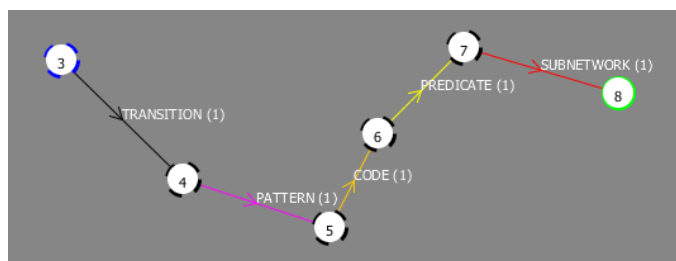 3
TRANSITION (1)
4
PATTERN (1)
5
CODE (1)
6
PREDICATE (1)
7
SUBNETWORK (1)
8